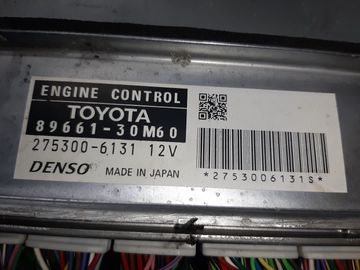 ENGINE CONTROL
TOYOTA
89661-30M60
275300-6131 12V
DENSO MADE IN JAPAN
*2753006131S*